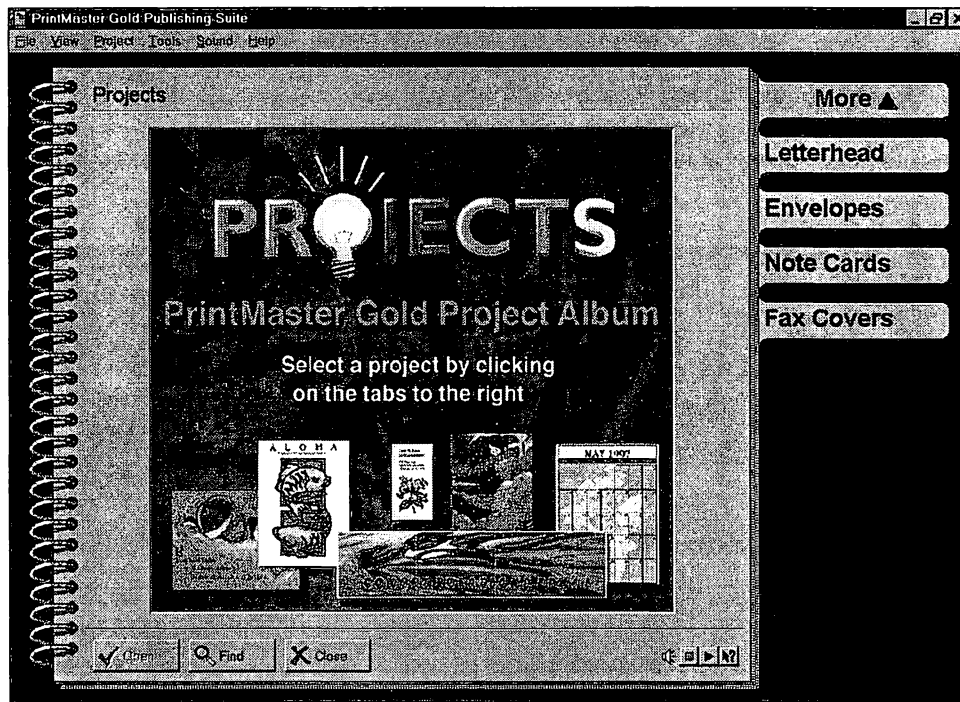 PrintMaster Gold Publishing Suite
File View Project Tools Sound Help
Projects
More ▲
Letterhead
Envelopes
Note Cards
Fax Covers
PROJECTS
PrintMaster Gold Project Album
Select a project by clicking
on the tabs to the right
ALOHA
MAY 1997
Open
Find
Close